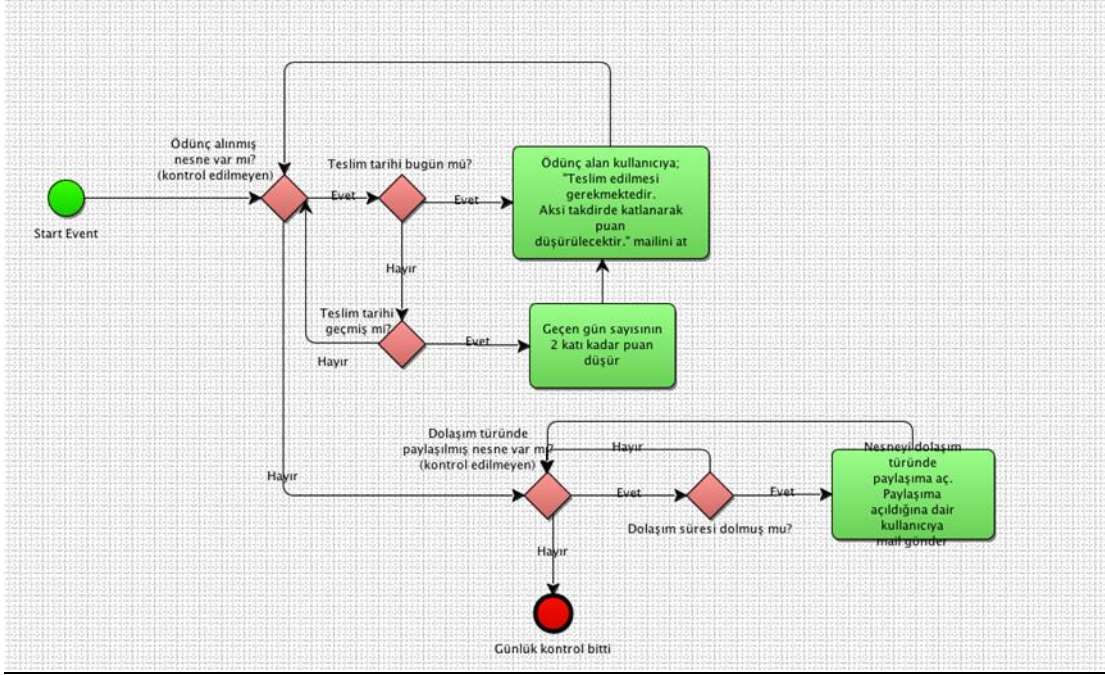 Ödünç alınmış
nesne var mı?
(kontrol edilmeyen)
Start Event
Teslim tarihi bugün mü?
Evet
Evet
Ödünç alan kullanıcıya;
"Teslim edilmesi
gerekmektedir.
Aksi takdirde katlanarak
puan
düşürülecektir." mailini at
Hayır
Teslim tarihi
geçmiş mi?
Hayır
Evet
Geçen gün sayısının
2 katı kadar puan
düşür
Hayır
Dolaşım türünde
paylaşılmış nesne var mı?
(kontrol edilmeyen)
Hayır
Evet
Dolaşım süresi dolmuş mu?
Evet
Nesneyi dolaşım
türünde
paylaşıma aç.
Paylaşıma
açıldığına dair
kullanıcıya
mail gönder
Hayır
Günlük kontrol bitti